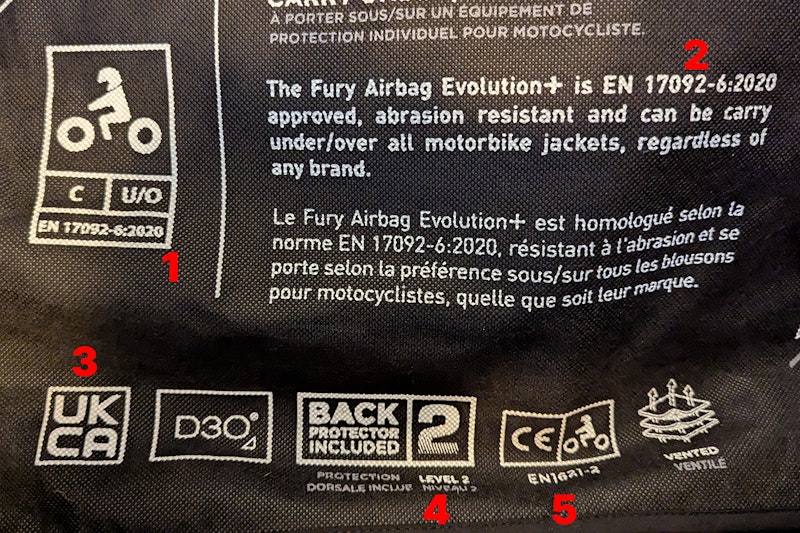 À PORTER SOUS/SUR UN ÉQUIPEMENT DE
PROTECTION INDIVIDUEL POUR MOTOCYCLISTE.
2
The Fury Airbag Evolution+ is EN 17092-6:2020
approved, abrasion resistant and can be carry
under/over all motorbike jackets, regardless of
any brand.
C U/O
EN 17092-6:2020
1
Le Fury Airbag Evolution+ est homologué selon la
norme EN 17092-6:2020, résistant à l'abrasion et se
porte selon la préférence sous/sur tous les blousons
pour motocyclistes, quelle que soit leur marque.
3
UK
CA
D3O
BACK
PROTECTOR
INCLUDED
2
PROTECTION
DORSALE INCLUE
LEVEL 2
NIVEAU 2
4
CE
EN1621-2
5
VENTED
VENTILÉ